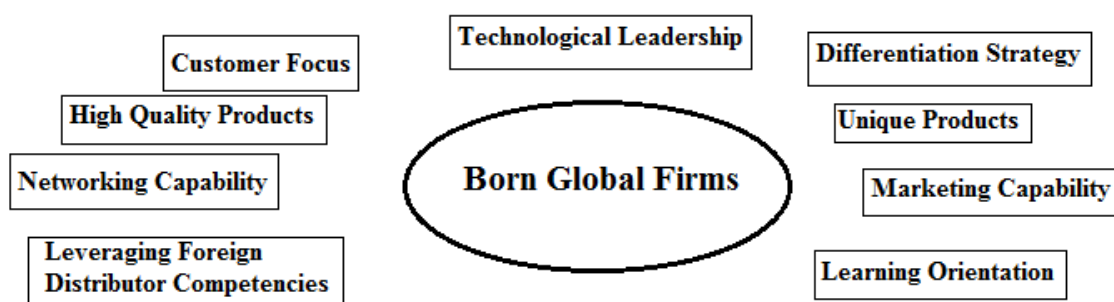 Technological Leadership
Customer Focus
Differentiation Strategy
High Quality Products
Unique Products
Networking Capability
Born Global Firms
Marketing Capability
Leveraging Foreign
Distributor Competencies
Learning Orientation